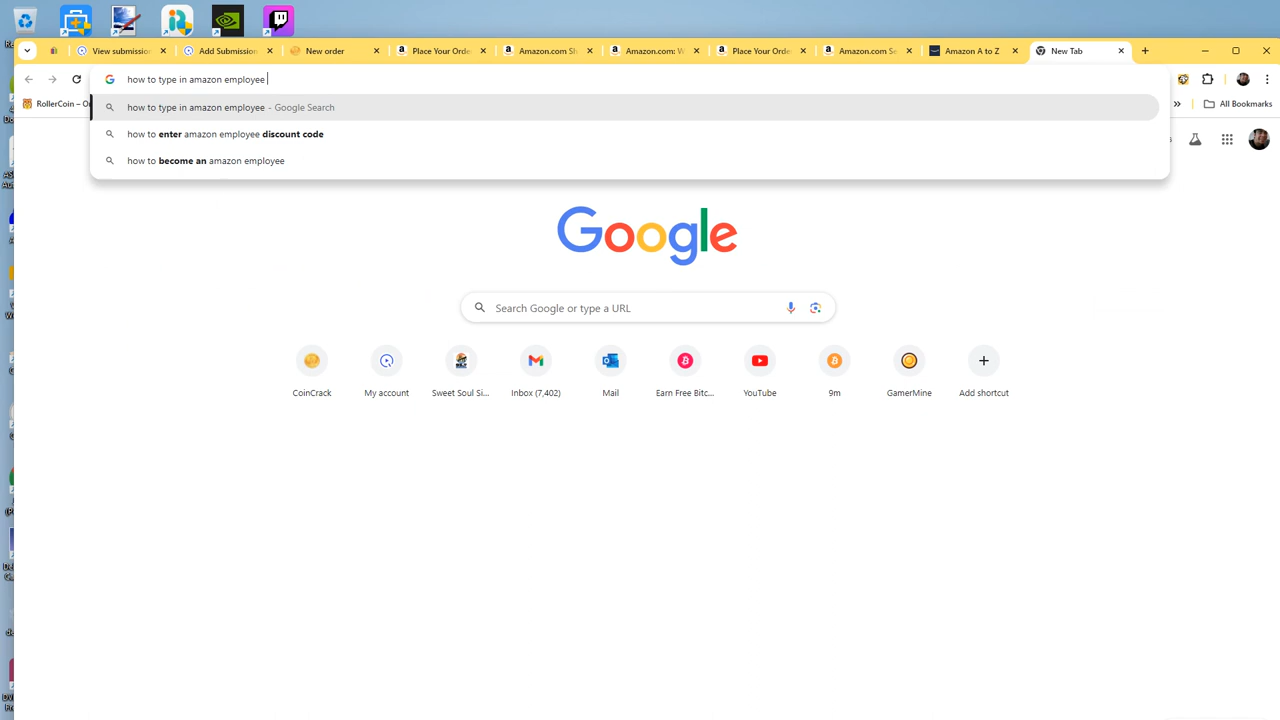 View submission
Add Submission
New order
Place Your Orde
Amazon.com Sh
Amazon.com: W
Place Your Orde
Amazon.com Se
Amazon A to Z
New Tab
how to type in amazon employee
RollerCoin – On
how to type in amazon employee - Google Search
» All Bookmarks
how to enter amazon employee discount code
how to become an amazon employee
Google
Search Google or type a URL
CoinCrack
My account
Sweet Soul Si...
Inbox (7,402)
Mail
Earn Free Bitc...
YouTube
9m
GamerMine
Add shortcut